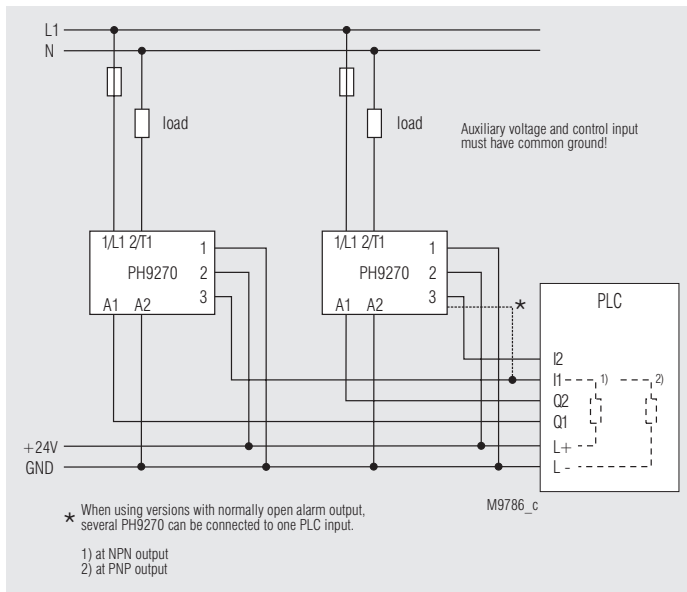 L1
N
load
load
Auxiliary voltage and control input
must have common ground!
1/L1 2/T1
1
PH9270
2
3
A1 A2
1/L1 2/T1
1
PH9270
2
3
A1 A2
*
PLC
I2
I1
1)
2)
Q2
Q1
+24V
L+
GND
L -
M9786_c
* When using versions with normally open alarm output,
several PH9270 can be connected to one PLC input.
1) at NPN output
2) at PNP output